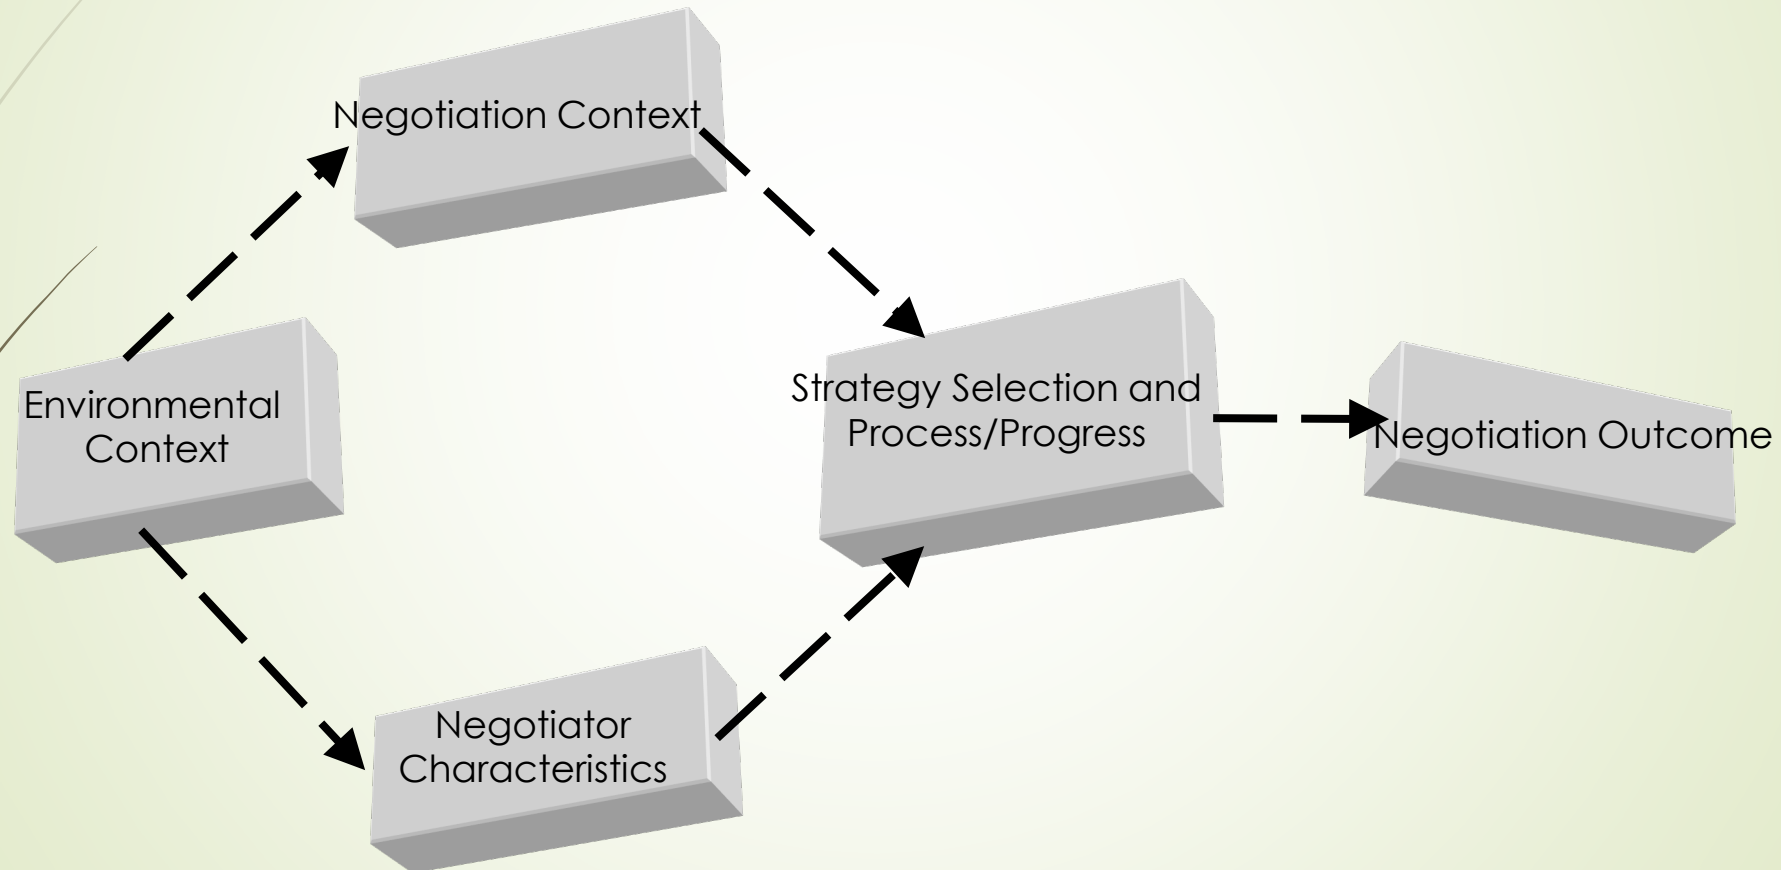 Negotiation Context
Environmental
Context
Strategy Selection and
Process/Progress
Negotiation Outcome
Negotiator
Characteristics